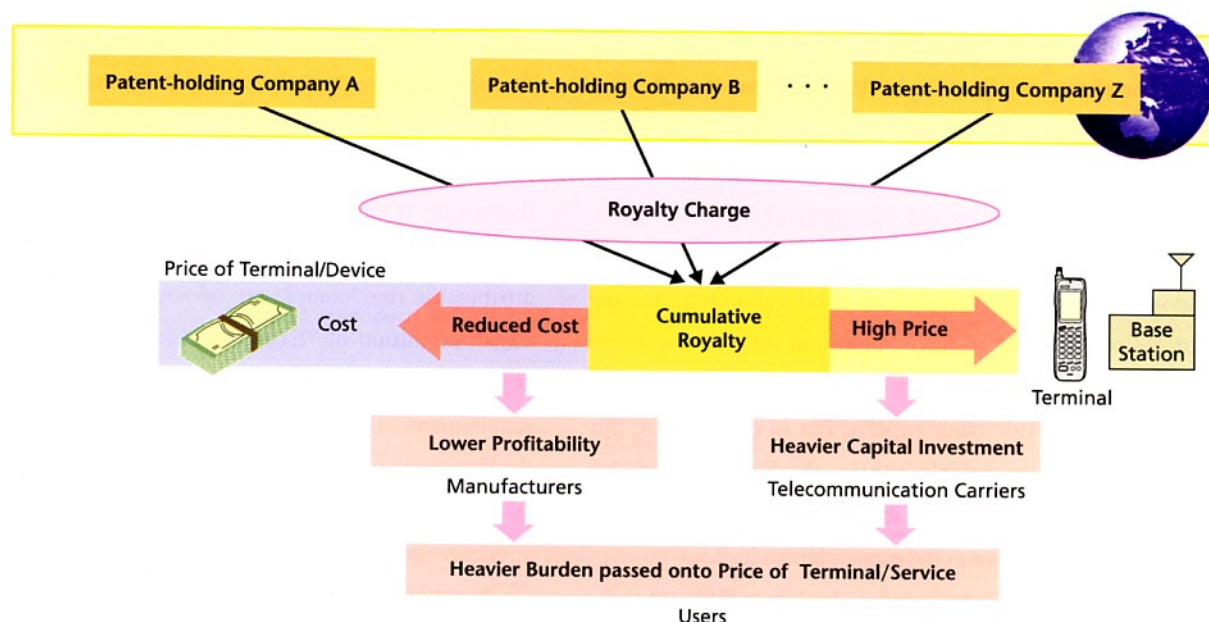 Patent-holding Company A
Patent-holding Company B
· · ·
Patent-holding Company Z
Royalty Charge
Price of Terminal/Device
Cost
Reduced Cost
Cumulative
Royalty
High Price
Base
Station
Terminal
Lower Profitability
Heavier Capital Investment
Manufacturers
Telecommunication Carriers
Heavier Burden passed onto Price of Terminal/Service
Users